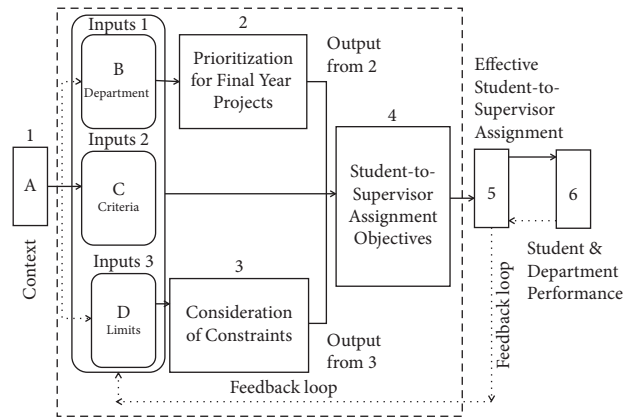 Inputs 1
B
Department
Inputs 2
C
Criteria
Inputs 3
D
Limits
1
A
Context
2
Prioritization
for Final Year
Projects
Output
from 2
3
Consideration
of Constraints
Output
from 3
4
Student-to-
Supervisor
Assignment
Objectives
Effective
Student-to-
Supervisor
Assignment
5
6
Student &
Department
Performance
Feedback loop
Feedback loop